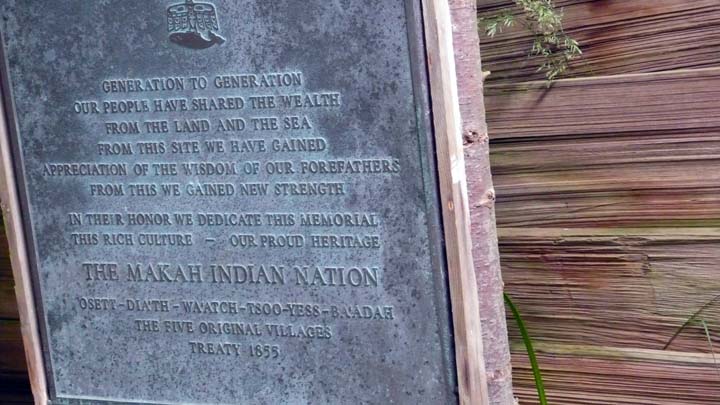 GENERATION TO GENERATION
OUR PEOPLE HAVE SHARED THE WEALTH
FROM THE LAND AND THE SEA
FROM THIS SITE WE HAVE GAINED
APPRECIATION OF THE WISDOM OF OUR FOREFATHERS
FROM THIS WE GAINED NEW STRENGTH
IN THEIR HONOR WE DEDICATE THIS MEMORIAL
THIS RICH CULTURE – OUR PROUD HERITAGE
THE MAKAH INDIAN NATION
'OSETT – DIA'TH – WA'ATCH – TSOO-YESS – BA'ADAH
THE FIVE ORIGINAL VILLAGES
TREATY 1855